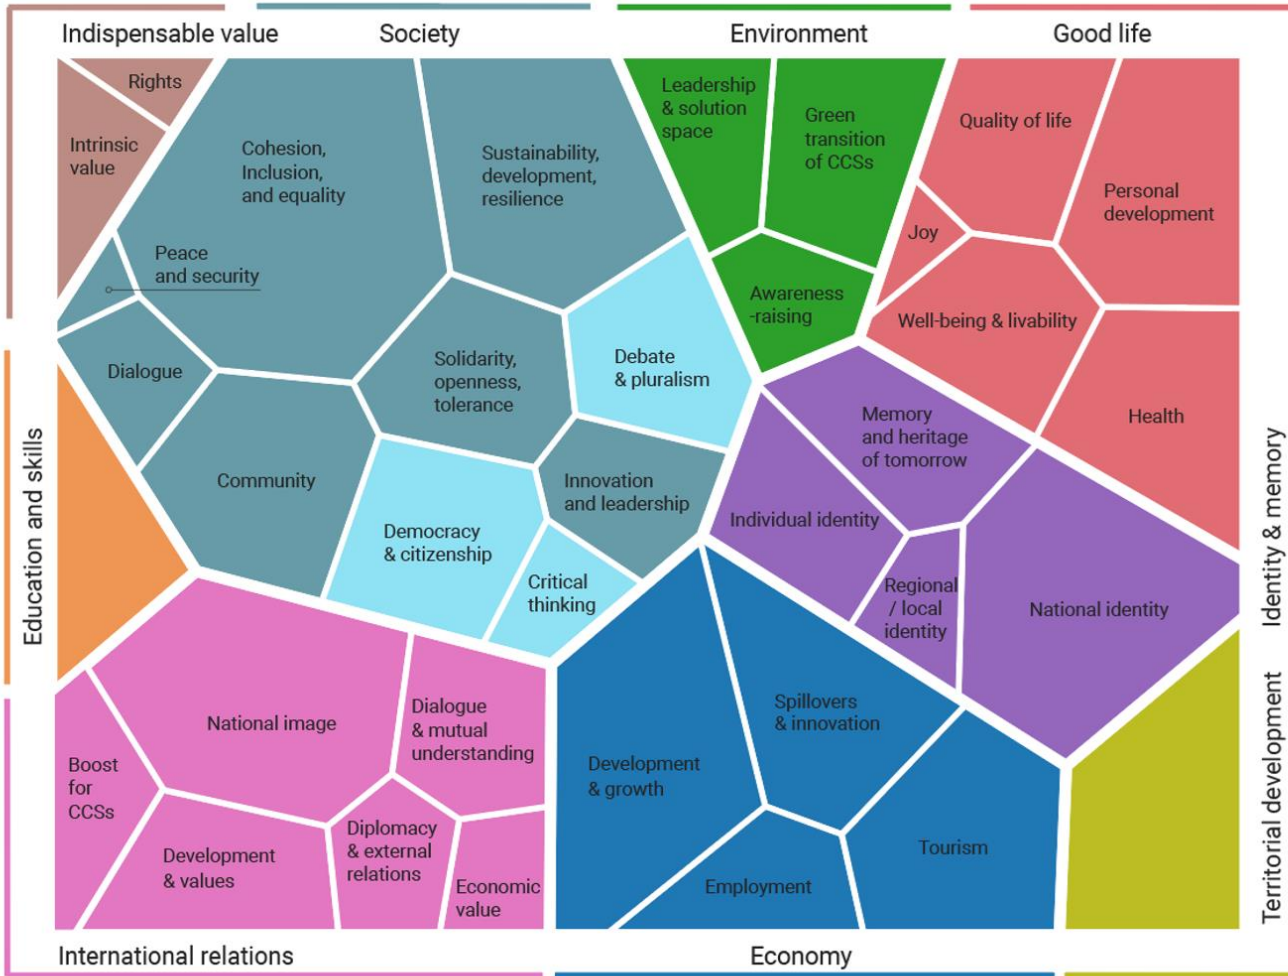 Indispensable value
Society
Environment
Good life
Rights
Intrinsic
value
Cohesion,
Inclusion,
and equality
Sustainability,
development,
resilience
Peace
and security
Dialogue
Solidarity,
openness,
tolerance
Debate
& pluralism
Community
Innovation
and leadership
Democracy
& citizenship
Critical
thinking
Leadership
& solution
space
Green
transition
of CCSs
Awareness
-raising
Quality of life
Personal
development
Joy
Well-being & livability
Health
Memory
and heritage
of tomorrow
Individual identity
Regional
/ local
identity
National identity
Identity & memory
Education and skills
National image
Dialogue
& mutual
understanding
Boost
for
CCSs
Development
& values
Diplomacy
& external
relations
Economic
value
Spillovers
& innovation
Development
& growth
Employment
Tourism
Territorial development
International relations
Economy